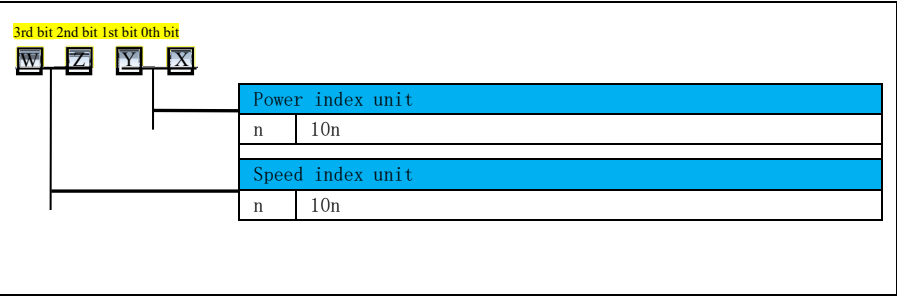 3rd bit 2nd bit 1st bit 0th bit
W Z Y X
Power index unit
n 10n
Speed index unit
n 10n